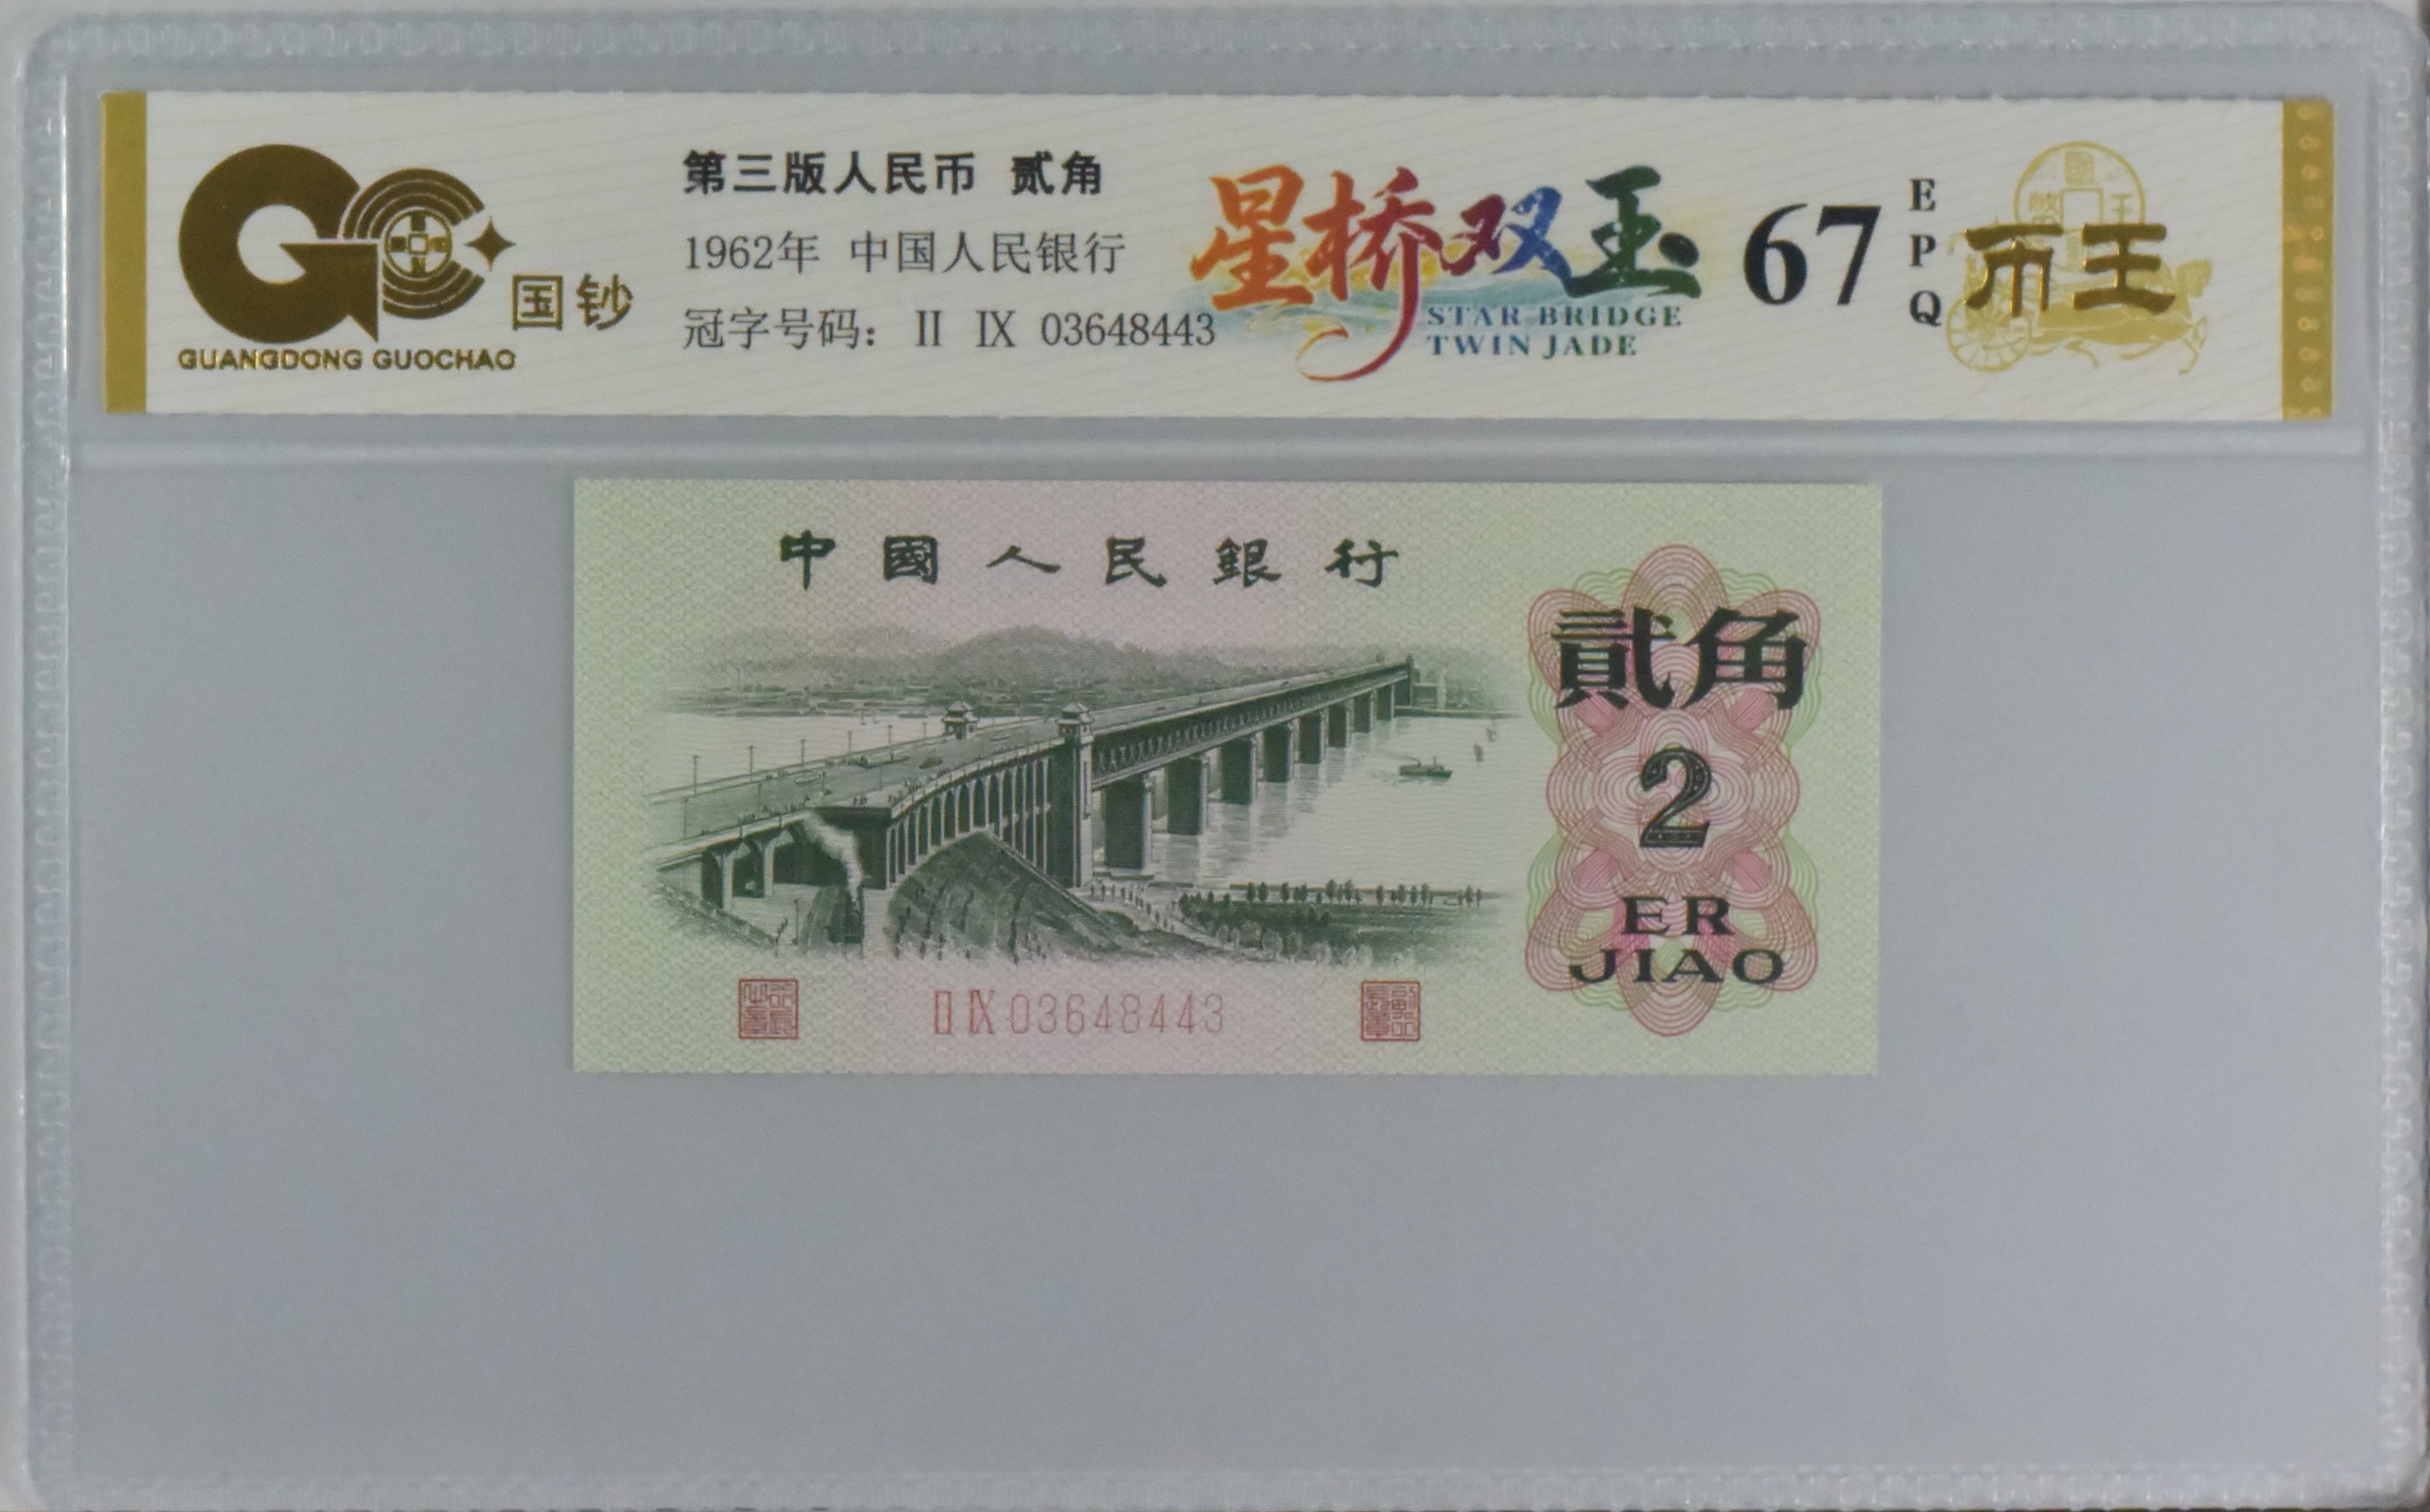 国钞
GUANGDONG GUOCHAO
第三版人民币 贰角
1962年 中国人民银行
冠字号码: II IX 03648443
星桥双玉
STAR BRIDGE
TWIN JADE
67
EPQ
币王
中國人民銀行
貳角
2
ER
JIAO
II IX 03648443